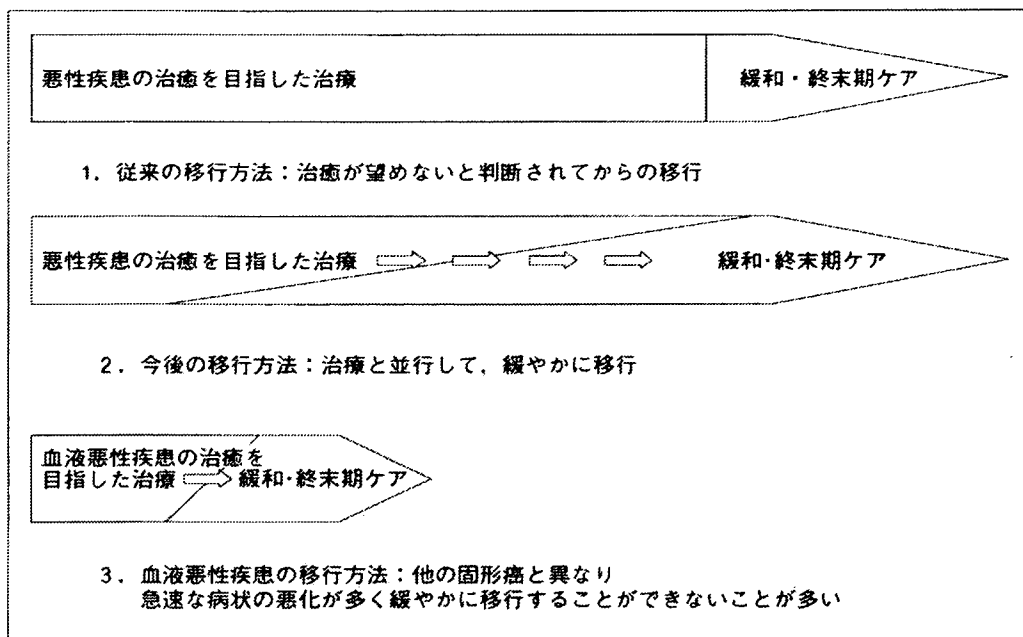 悪性疾患の治癒を目指した治療
緩和・終末期ケア
1. 従来の移行方法：治癒が望めないと判断されてからの移行
悪性疾患の治癒を目指した治療
緩和･終末期ケア
2. 今後の移行方法：治療と並行して，緩やかに移行
血液悪性疾患の治癒を
目指した治療 緩和･終末期ケア
3. 血液悪性疾患の移行方法：他の固形癌と異なり
急速な病状の悪化が多く緩やかに移行することができないことが多い